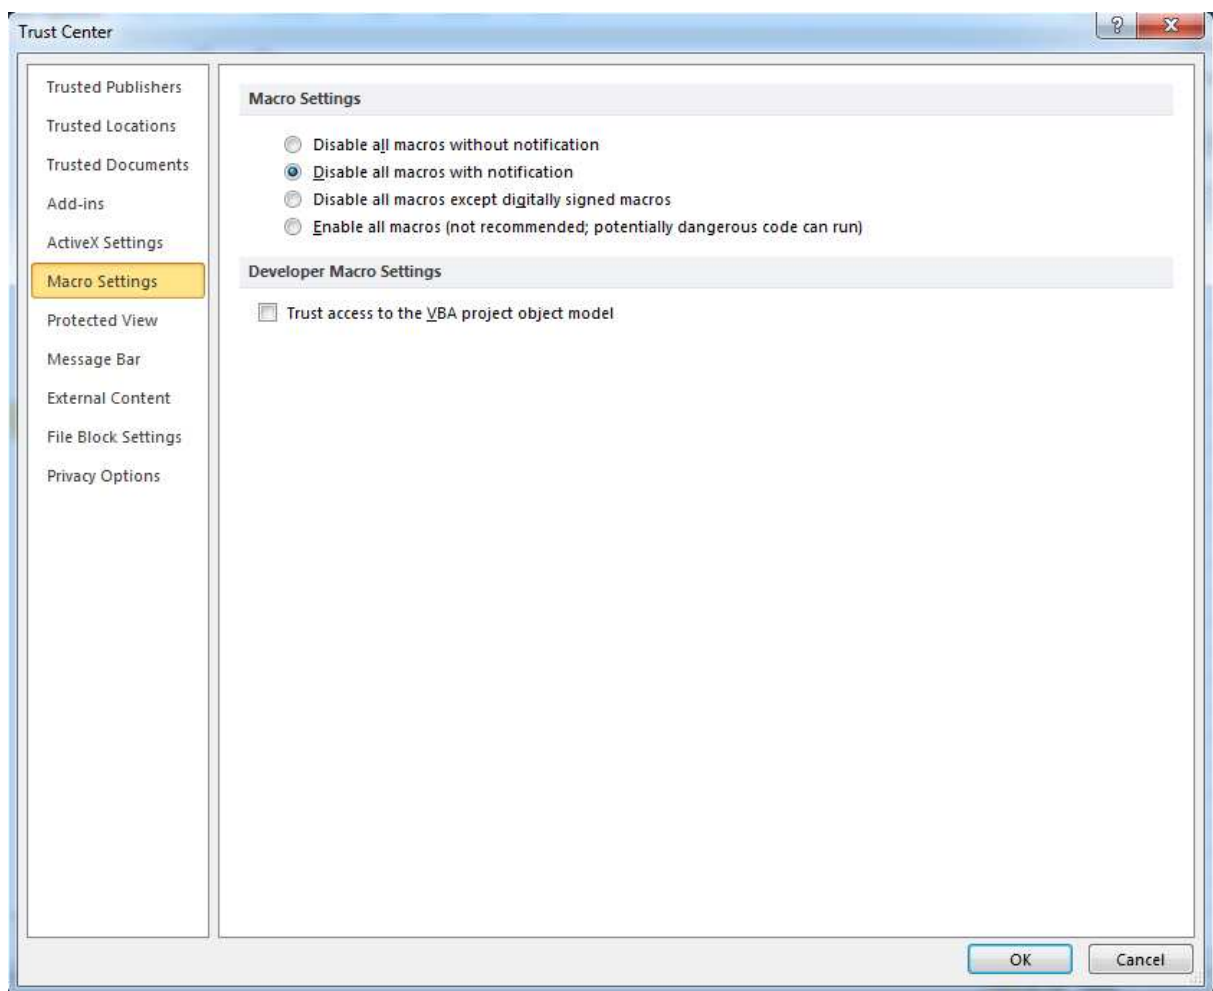 Trust Center
Trusted Publishers
Trusted Locations
Trusted Documents
Add-ins
ActiveX Settings
Macro Settings
Protected View
Message Bar
External Content
File Block Settings
Privacy Options
Macro Settings
Disable all macros without notification
Disable all macros with notification
Disable all macros except digitally signed macros
Enable all macros (not recommended; potentially dangerous code can run)
Developer Macro Settings
Trust access to the VBA project object model
OK
Cancel